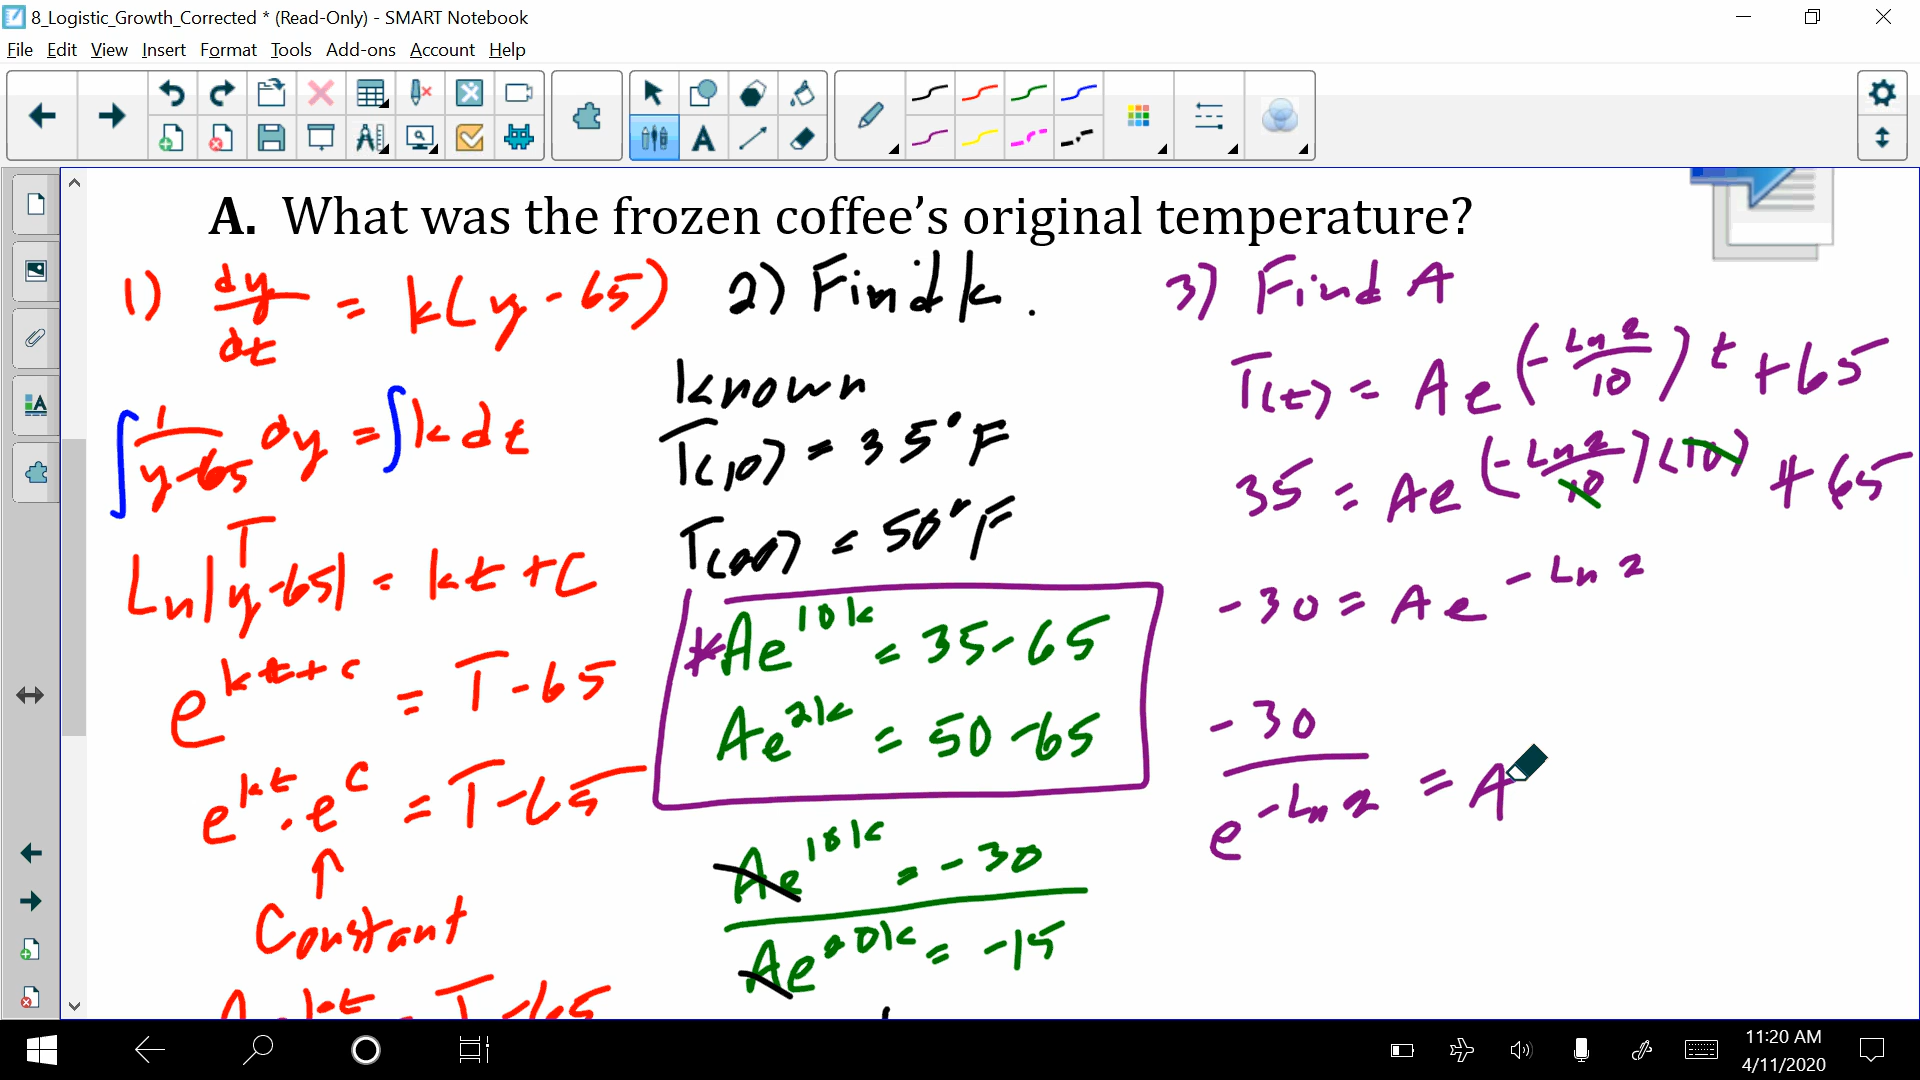 8_Logistic_Growth_Corrected * (Read-Only) - SMART Notebook
File Edit View Insert Format Tools Add-ons Account Help
A. What was the frozen coffee's original temperature?
1) dy/dt = k(y-65)
∫ 1/(y-65) dy = ∫ k dt
T
Ln|y-65| = kt + C
e^(kt+c) = T-65
e^(kt) · e^c = T-65
↑
Constant
A e^(kt) = T-65
2) Find k.
known
T(10) = 35°F
T(20) = 50°F
*Ae^(10k) = 35-65
Ae^(2k) = 50-65
Ae^(10k) = -30
Ae^(20k) = -15
3) Find A
T(t) = Ae^(-Ln2/10)t + 65
35 = Ae^(-Ln2/10)(10) + 65
-30 = Ae^(-Ln2)
-30/e^(-Ln2) = A
11:20 AM
4/11/2020